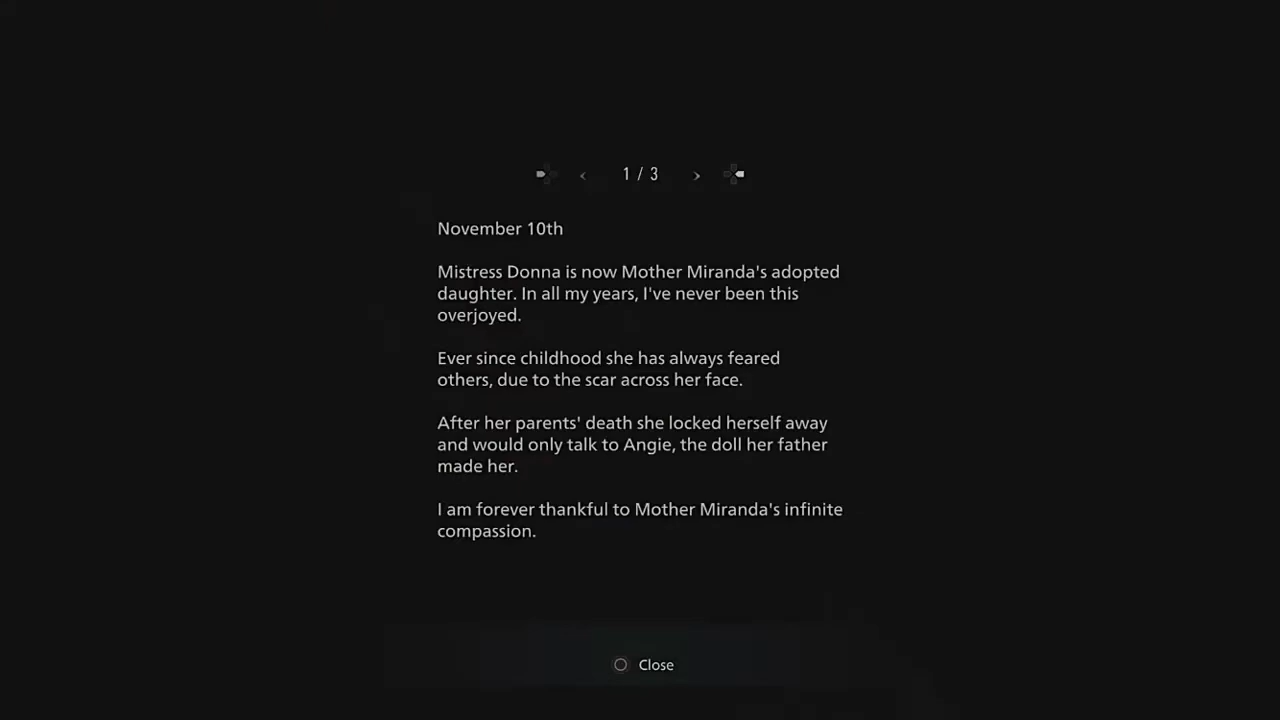 1 / 3
November 10th
Mistress Donna is now Mother Miranda's adopted
daughter. In all my years, I've never been this
overjoyed.
Ever since childhood she has always feared
others, due to the scar across her face.
After her parents' death she locked herself away
and would only talk to Angie, the doll her father
made her.
I am forever thankful to Mother Miranda's infinite
compassion.
Close